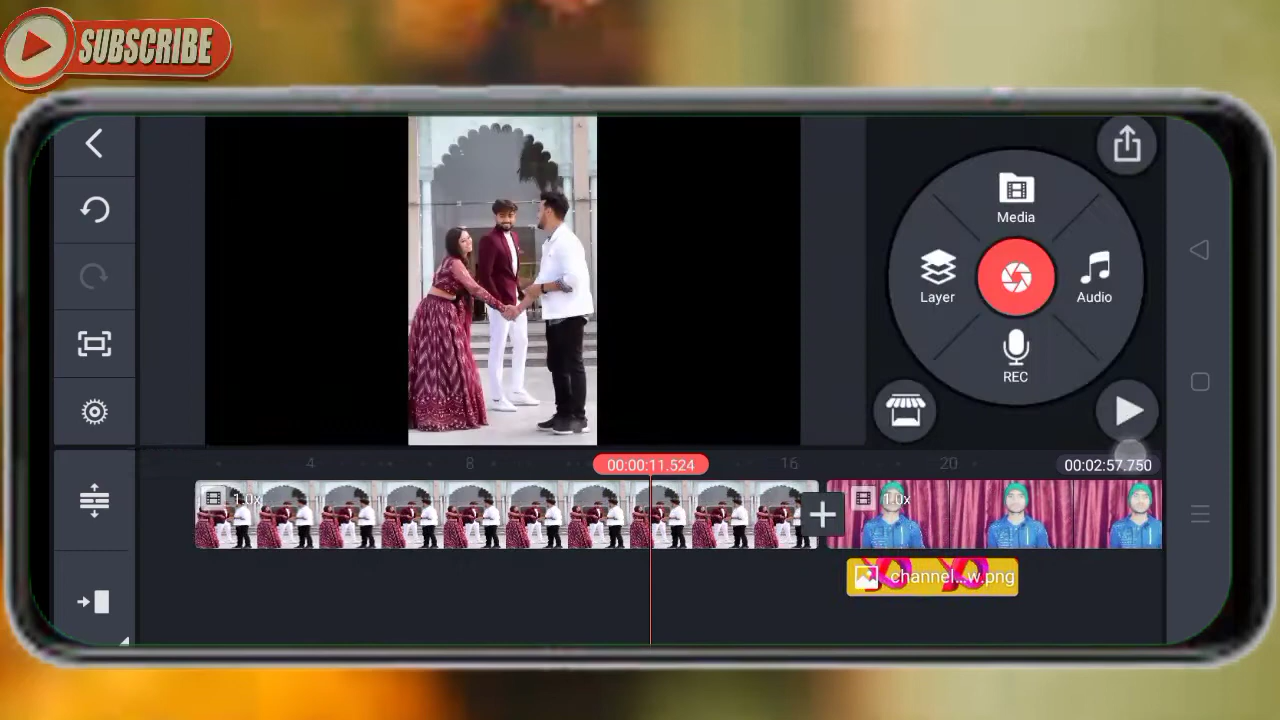 SUBSCRIBE
Media
Layer
Audio
REC
4
8
00:00:11.524
16
20
00:02:57.750
1.0x
1.0x
channel...w.png